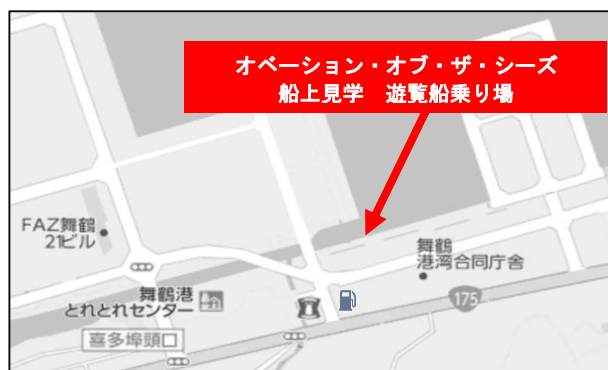 オベーション・オブ・ザ・シーズ
船上見学　遊覧船乗り場
FAZ舞鶴
21ビル
舞鶴
港湾合同庁舎
舞鶴港
とれとれセンター
175
喜多埠頭口